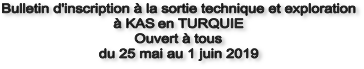 Bulletin d'inscription à la sortie technique et exploration
à KAS en TURQUIE
Ouvert à tous
du 25 mai au 1 juin 2019